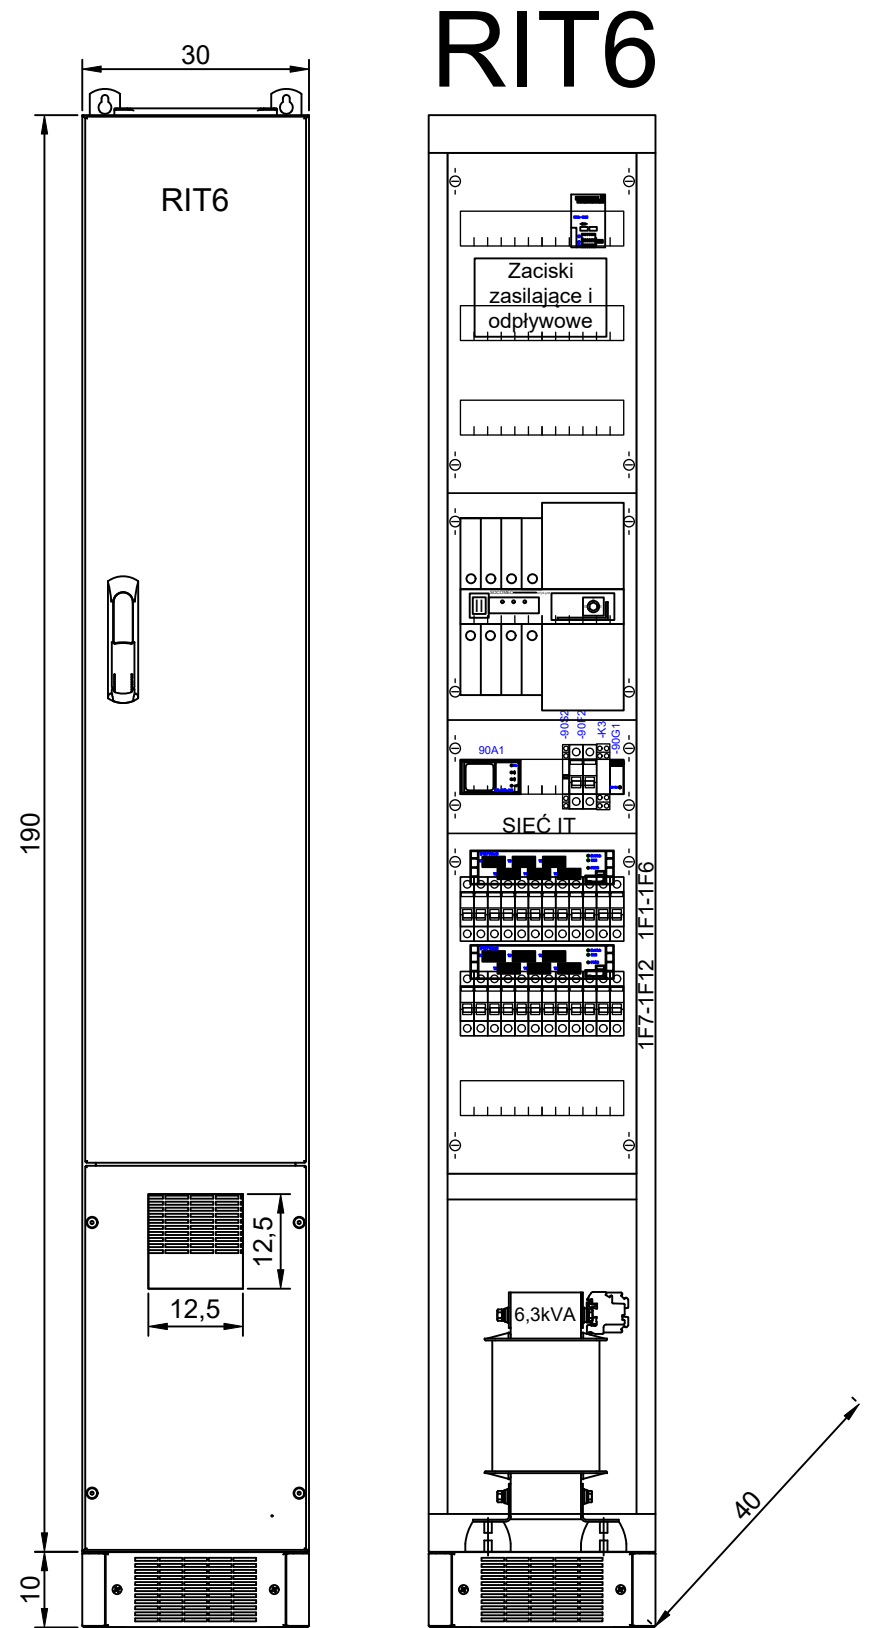 RIT6
30
RIT6
Zaciski
zasilające i
odpływowe
-90S2
-90F2
-K3
-90G1
90A1
190
SIEĆ IT
1F1-1F6
1F7-1F12
12,5
12,5
6,3kVA
40
10